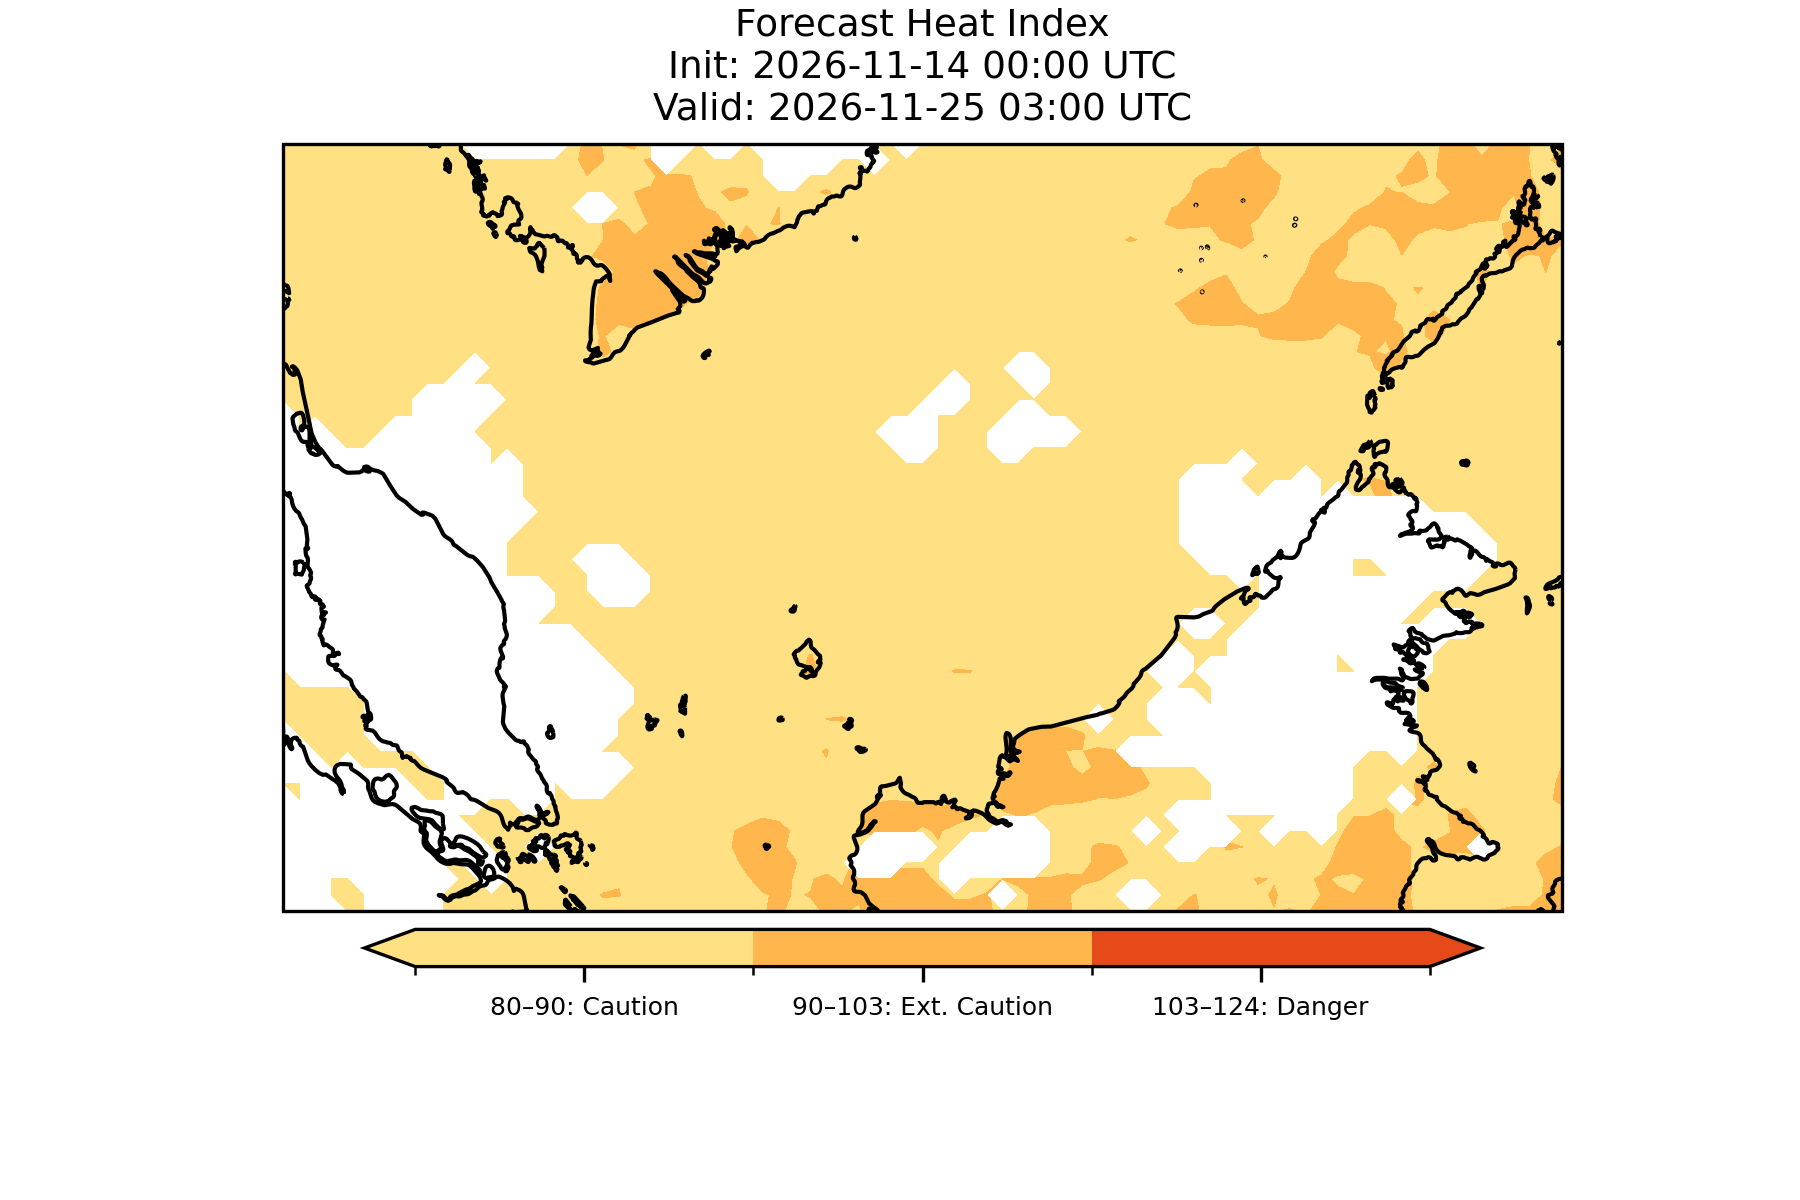 Forecast Heat Index
Init: 2026-11-14 00:00 UTC
Valid: 2026-11-25 03:00 UTC
80–90: Caution
90–103: Ext. Caution
103–124: Danger